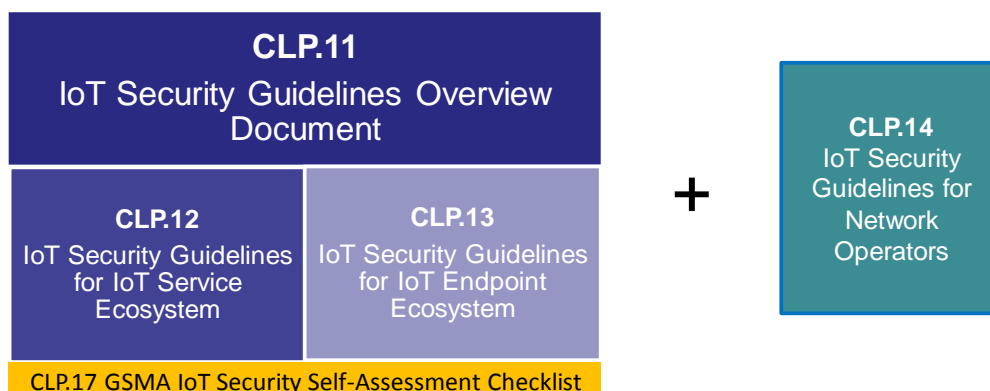 CLP.11
IoT Security Guidelines Overview
Document
CLP.12
IoT Security Guidelines
for IoT Service
Ecosystem
CLP.13
IoT Security Guidelines
for IoT Endpoint
Ecosystem
CLP.17 GSMA IoT Security Self-Assessment Checklist
+
CLP.14
IoT Security
Guidelines for
Network
Operators